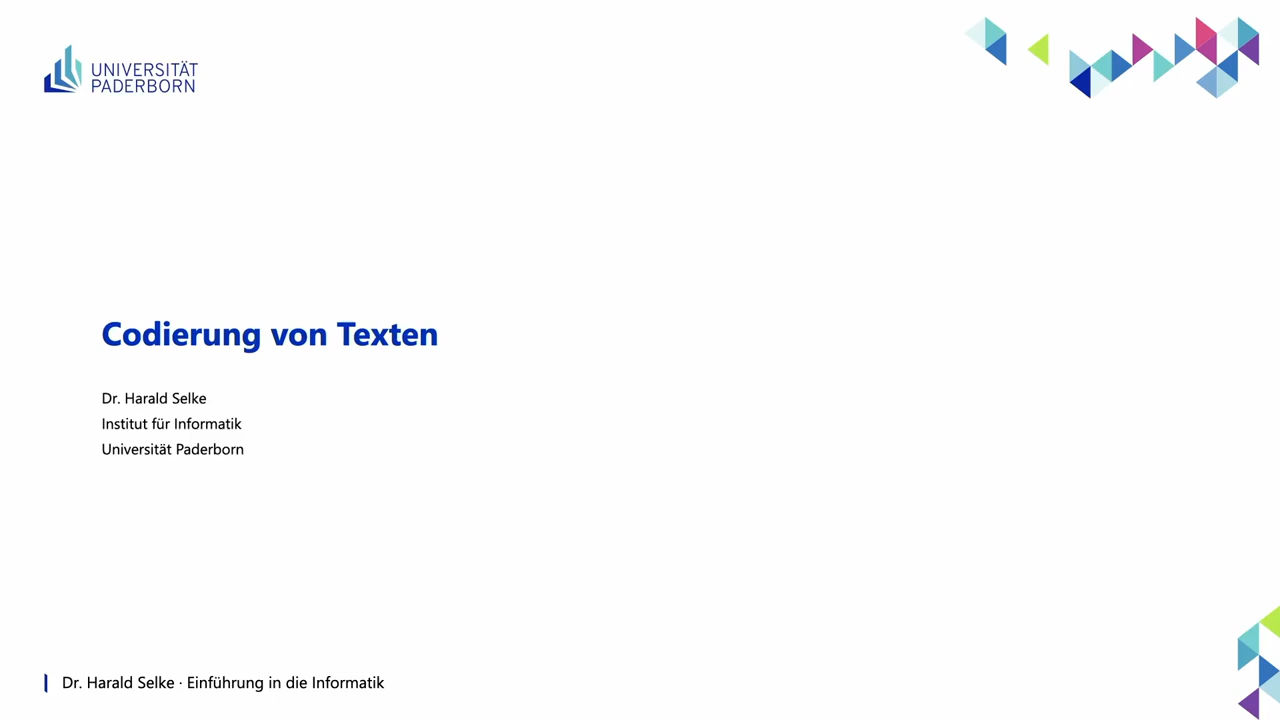 UNIVERSITÄT
PADERBORN
Codierung von Texten
Dr. Harald Selke
Institut für Informatik
Universität Paderborn
Dr. Harald Selke · Einführung in die Informatik